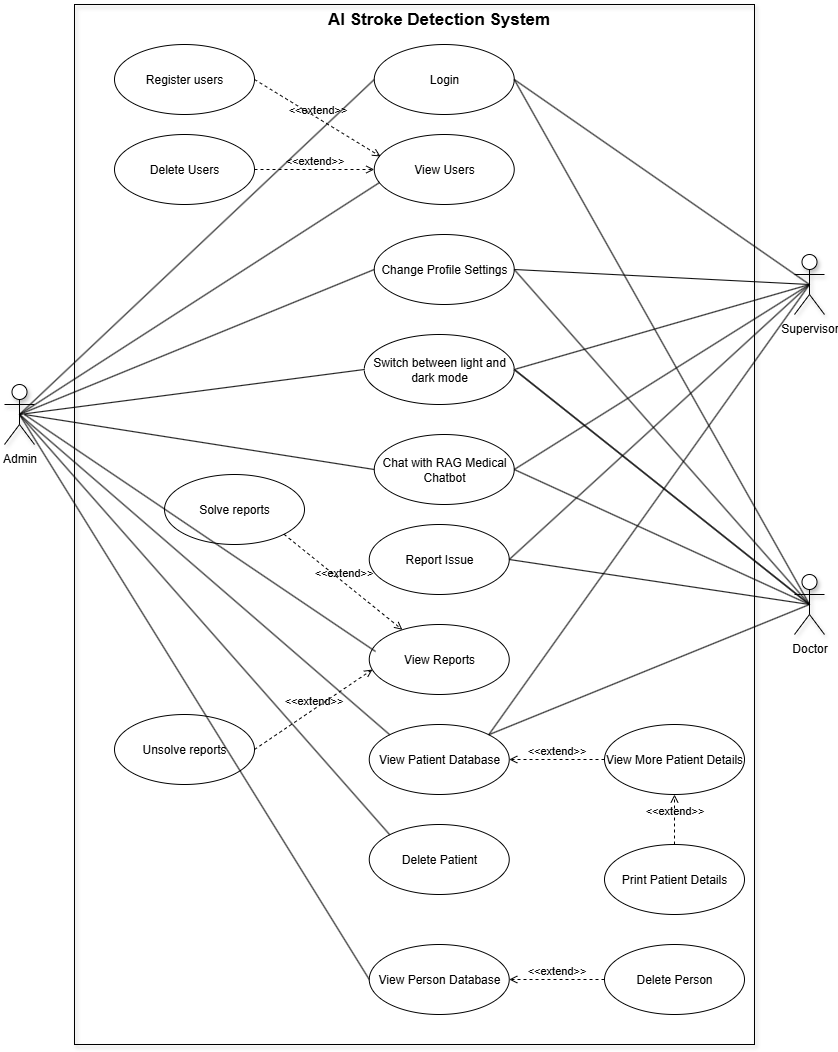 AI Stroke Detection System
Register users
Login
<<extend>>
Delete Users
<<extend>>
View Users
Change Profile Settings
Supervisor
Switch between light and
dark mode
Admin
Chat with RAG Medical
Chatbot
Solve reports
Report Issue
<<extend>>
Doctor
View Reports
<<extend>>
Unsolve reports
View Patient Database
<<extend>>
View More Patient Details
<<extend>>
Delete Patient
Print Patient Details
View Person Database
<<extend>>
Delete Person